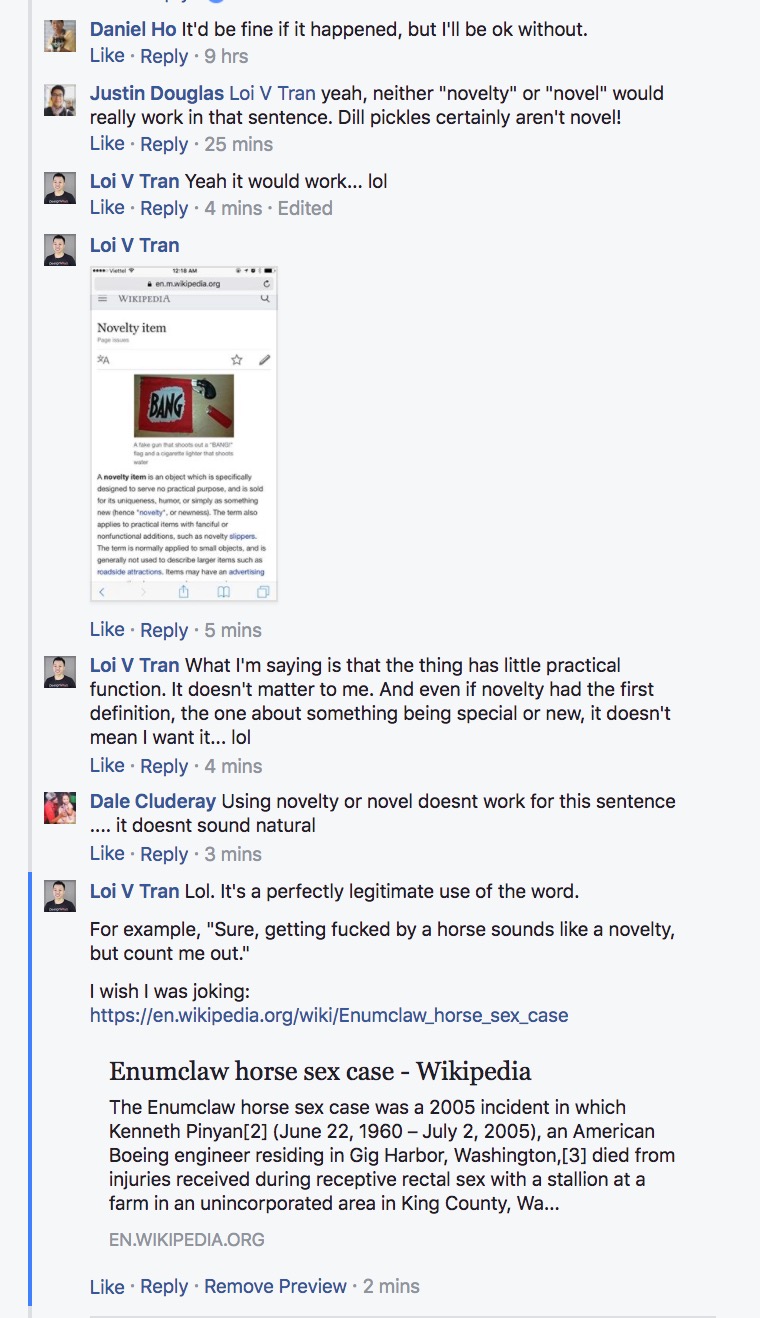 Daniel Ho It'd be fine if it happened, but I'll be ok without.
Like · Reply · 9 hrs
Justin Douglas Loi V Tran yeah, neither "novelty" or "novel" would
really work in that sentence. Dill pickles certainly aren't novel!
Like · Reply · 25 mins
Loi V Tran Yeah it would work... lol
Like · Reply · 4 mins · Edited
Loi V Tran
Viettel 12:18 AM
en.m.wikipedia.org
WIKIPEDIA
Novelty item
Page issues
BANG
A fake gun that shoots out a "BANG!"
flag and a cigarette lighter that shoots
water
A novelty item is an object which is specifically
designed to serve no practical purpose, and is sold
for its uniqueness, humor, or simply as something
new (hence "novelty", or newness). The term also
applies to practical items with fanciful or
nonfunctional additions, such as novelty slippers.
The term is normally applied to small objects, and is
generally not used to describe larger items such as
roadside attractions. Items may have an advertising
Like · Reply · 5 mins
Loi V Tran What I'm saying is that the thing has little practical
function. It doesn't matter to me. And even if novelty had the first
definition, the one about something being special or new, it doesn't
mean I want it... lol
Like · Reply · 4 mins
Dale Cluderay Using novelty or novel doesnt work for this sentence
.... it doesnt sound natural
Like · Reply · 3 mins
Loi V Tran Lol. It's a perfectly legitimate use of the word.
For example, "Sure, getting fucked by a horse sounds like a novelty,
but count me out."
I wish I was joking:
https://en.wikipedia.org/wiki/Enumclaw_horse_sex_case
Enumclaw horse sex case - Wikipedia
The Enumclaw horse sex case was a 2005 incident in which
Kenneth Pinyan[2] (June 22, 1960 – July 2, 2005), an American
Boeing engineer residing in Gig Harbor, Washington,[3] died from
injuries received during receptive rectal sex with a stallion at a
farm in an unincorporated area in King County, Wa...
EN.WIKIPEDIA.ORG
Like · Reply · Remove Preview · 2 mins